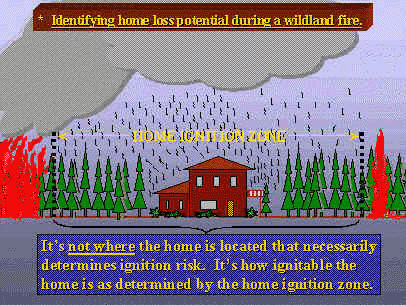 * Identifying home loss potential during a wildland fire.
HOME IGNITION ZONE
It's not where the home is located that necessarily
determines ignition risk. It's how ignitable the
home is as determined by the home ignition zone.